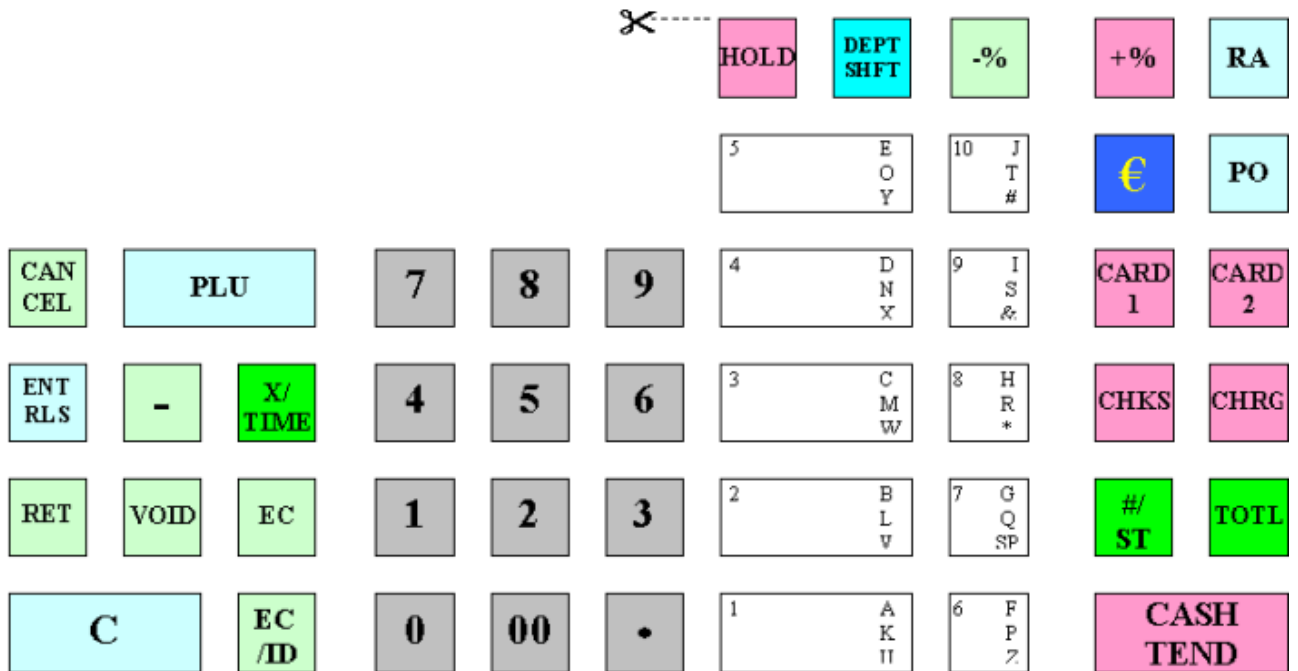 HOLD
DEPT
SHFT
-%
+%
RA
5
E
O
Y
10
J
T
#
€
PO
CAN
CEL
PLU
7
8
9
4
D
N
X
9
I
S
&
CARD
1
CARD
2
ENT
RLS
-
X/
TIME
4
5
6
3
C
M
W
8
H
R
*
CHKS
CHRG
RET
VOID
EC
1
2
3
2
B
L
V
7
G
Q
SP
#/
ST
TOTL
C
EC
/ID
0
00
•
1
A
K
U
6
F
P
Z
CASH
TEND